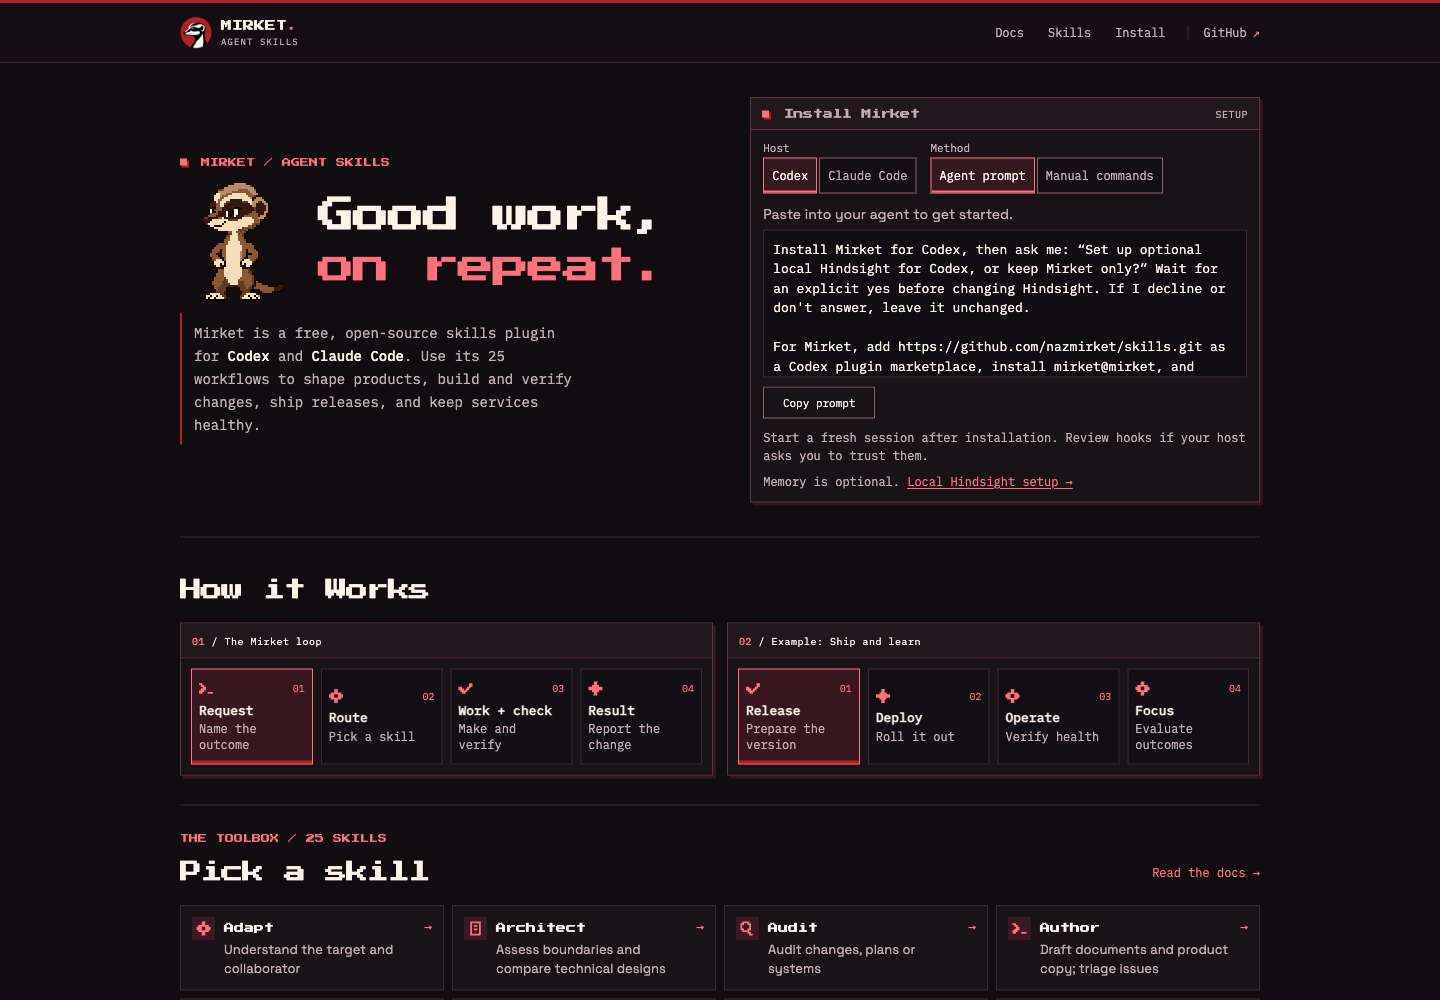 MIRKET.
AGENT SKILLS
Docs
Skills
Install
GitHub ↗
MIRKET / AGENT SKILLS
Good work,
on repeat.
Mirket is a free, open-source skills plugin
for Codex and Claude Code. Use its 25
workflows to shape products, build and verify
changes, ship releases, and keep services
healthy.
Install Mirket
SETUP
Host
Method
Codex
Claude Code
Agent prompt
Manual commands
Paste into your agent to get started.
Install Mirket for Codex, then ask me: “Set up optional
local Hindsight for Codex, or keep Mirket only?” Wait for
an explicit yes before changing Hindsight. If I decline or
don't answer, leave it unchanged.
For Mirket, add https://github.com/nazmirket/skills.git as
a Codex plugin marketplace, install mirket@mirket, and
Copy prompt
Start a fresh session after installation. Review hooks if your host
asks you to trust them.
Memory is optional. Local Hindsight setup →
How it Works
01 / The Mirket loop
01
Request
Name the
outcome
02
Route
Pick a skill
03
Work + check
Make and
verify
04
Result
Report the
change
02 / Example: Ship and learn
01
Release
Prepare the
version
02
Deploy
Roll it out
03
Operate
Verify health
04
Focus
Evaluate
outcomes
THE TOOLBOX / 25 SKILLS
Pick a skill
Read the docs →
Adapt →
Understand the target and
collaborator
Architect →
Assess boundaries and
compare technical designs
Audit →
Audit changes, plans or
systems
Author →
Draft documents and product
copy; triage issues